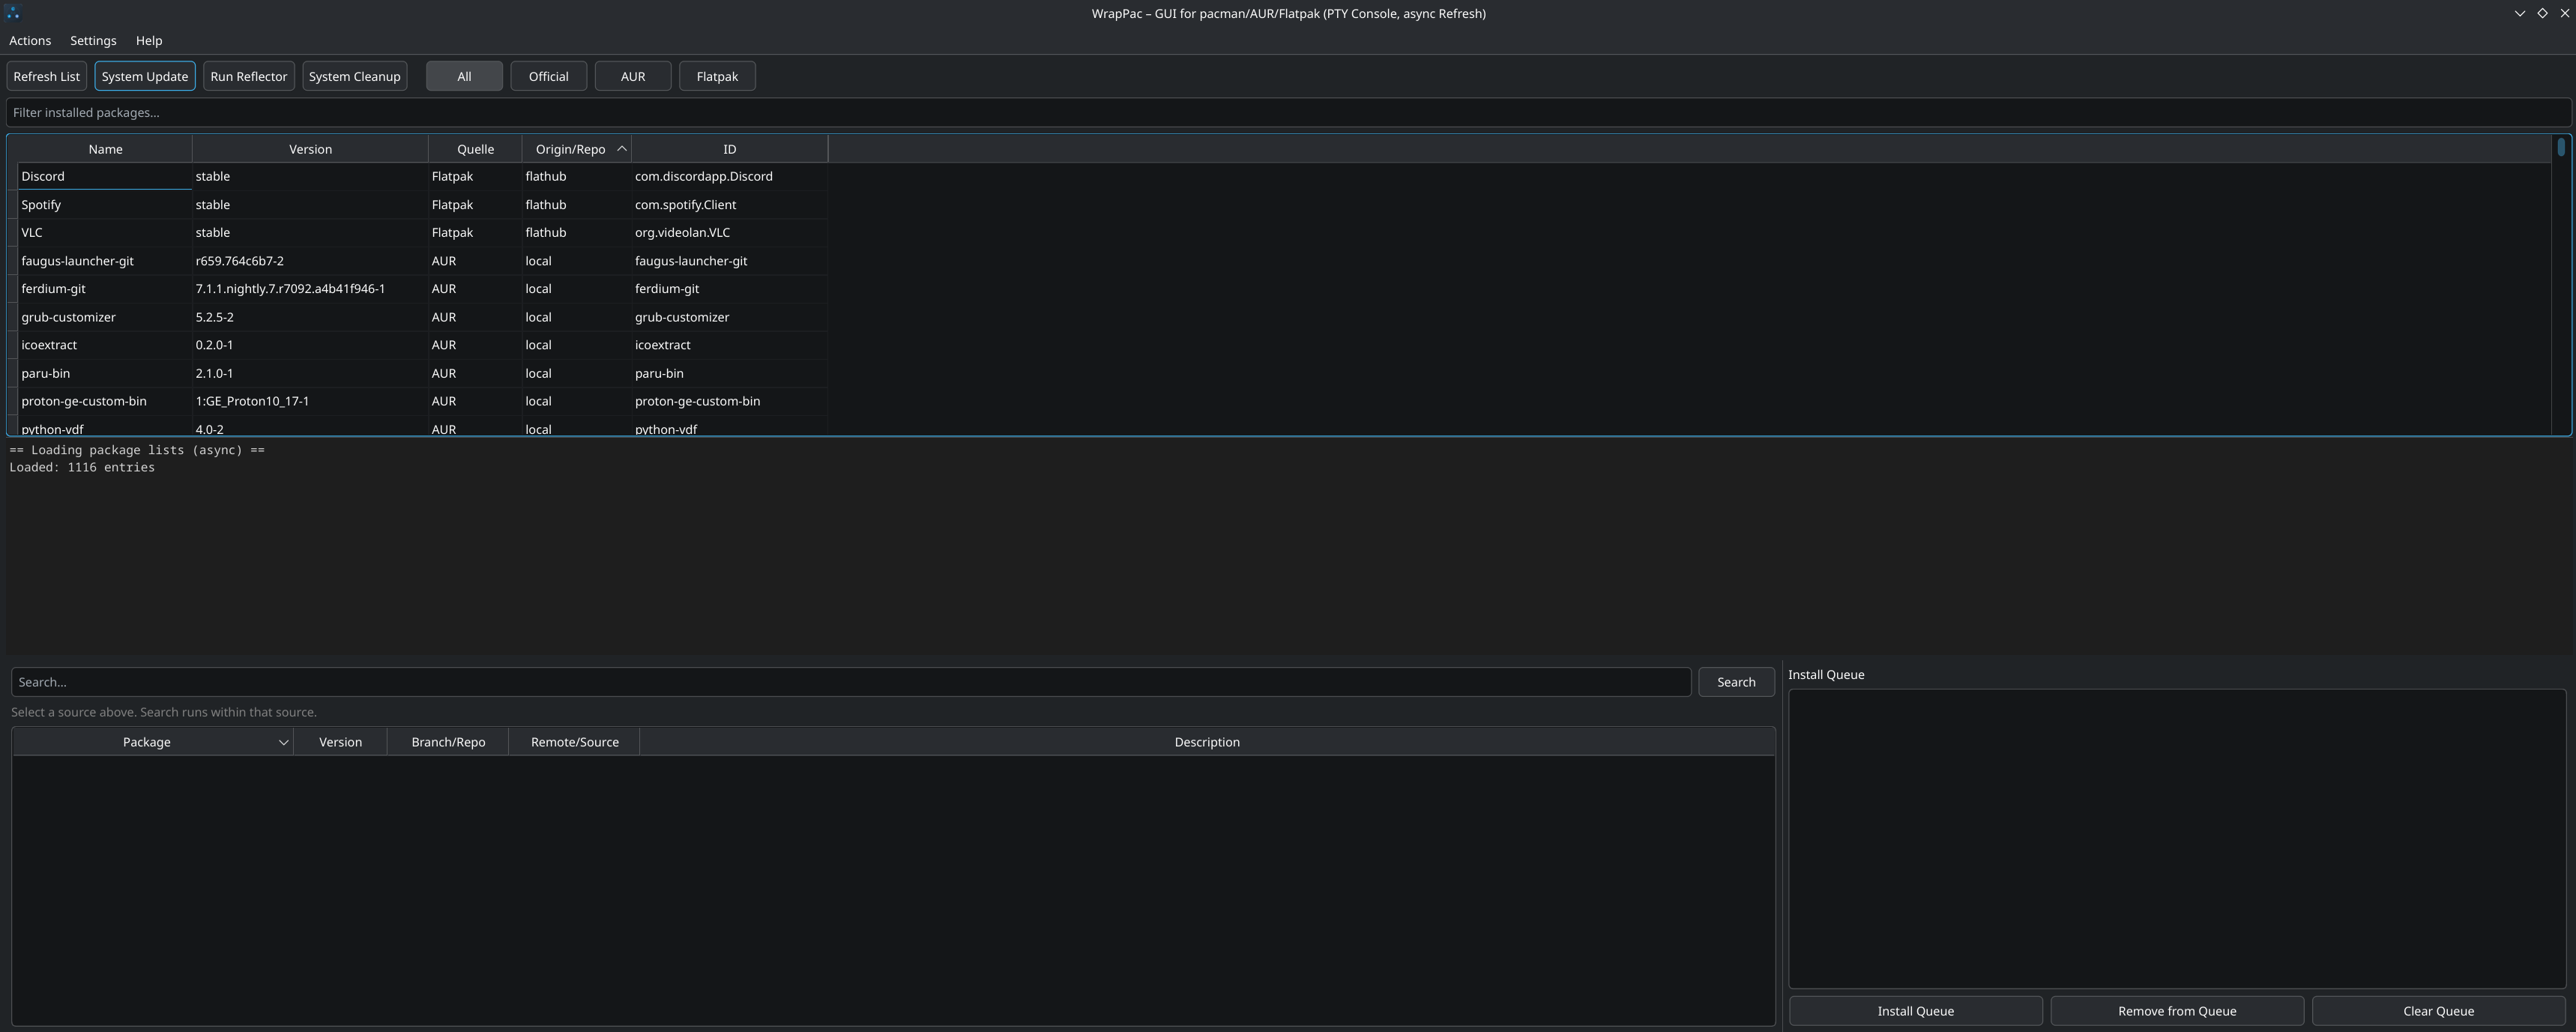 WrapPac – GUI for pacman/AUR/Flatpak (PTY Console, async Refresh)
Actions Settings Help
Refresh List System Update Run Reflector System Cleanup All Official AUR Flatpak
Filter installed packages...
Name Version Quelle Origin/Repo ID
Discord stable Flatpak flathub com.discordapp.Discord
Spotify stable Flatpak flathub com.spotify.Client
VLC stable Flatpak flathub org.videolan.VLC
faugus-launcher-git r659.764c6b7-2 AUR local faugus-launcher-git
ferdium-git 7.1.1.nightly.7.r7092.a4b41f946-1 AUR local ferdium-git
grub-customizer 5.2.5-2 AUR local grub-customizer
icoextract 0.2.0-1 AUR local icoextract
paru-bin 2.1.0-1 AUR local paru-bin
proton-ge-custom-bin 1:GE_Proton10_17-1 AUR local proton-ge-custom-bin
python-vdf 4.0-2 AUR local python-vdf
== Loading package lists (async) ==
Loaded: 1116 entries
Search... Search
Select a source above. Search runs within that source.
Package Version Branch/Repo Remote/Source Description
Install Queue
Install Queue Remove from Queue Clear Queue